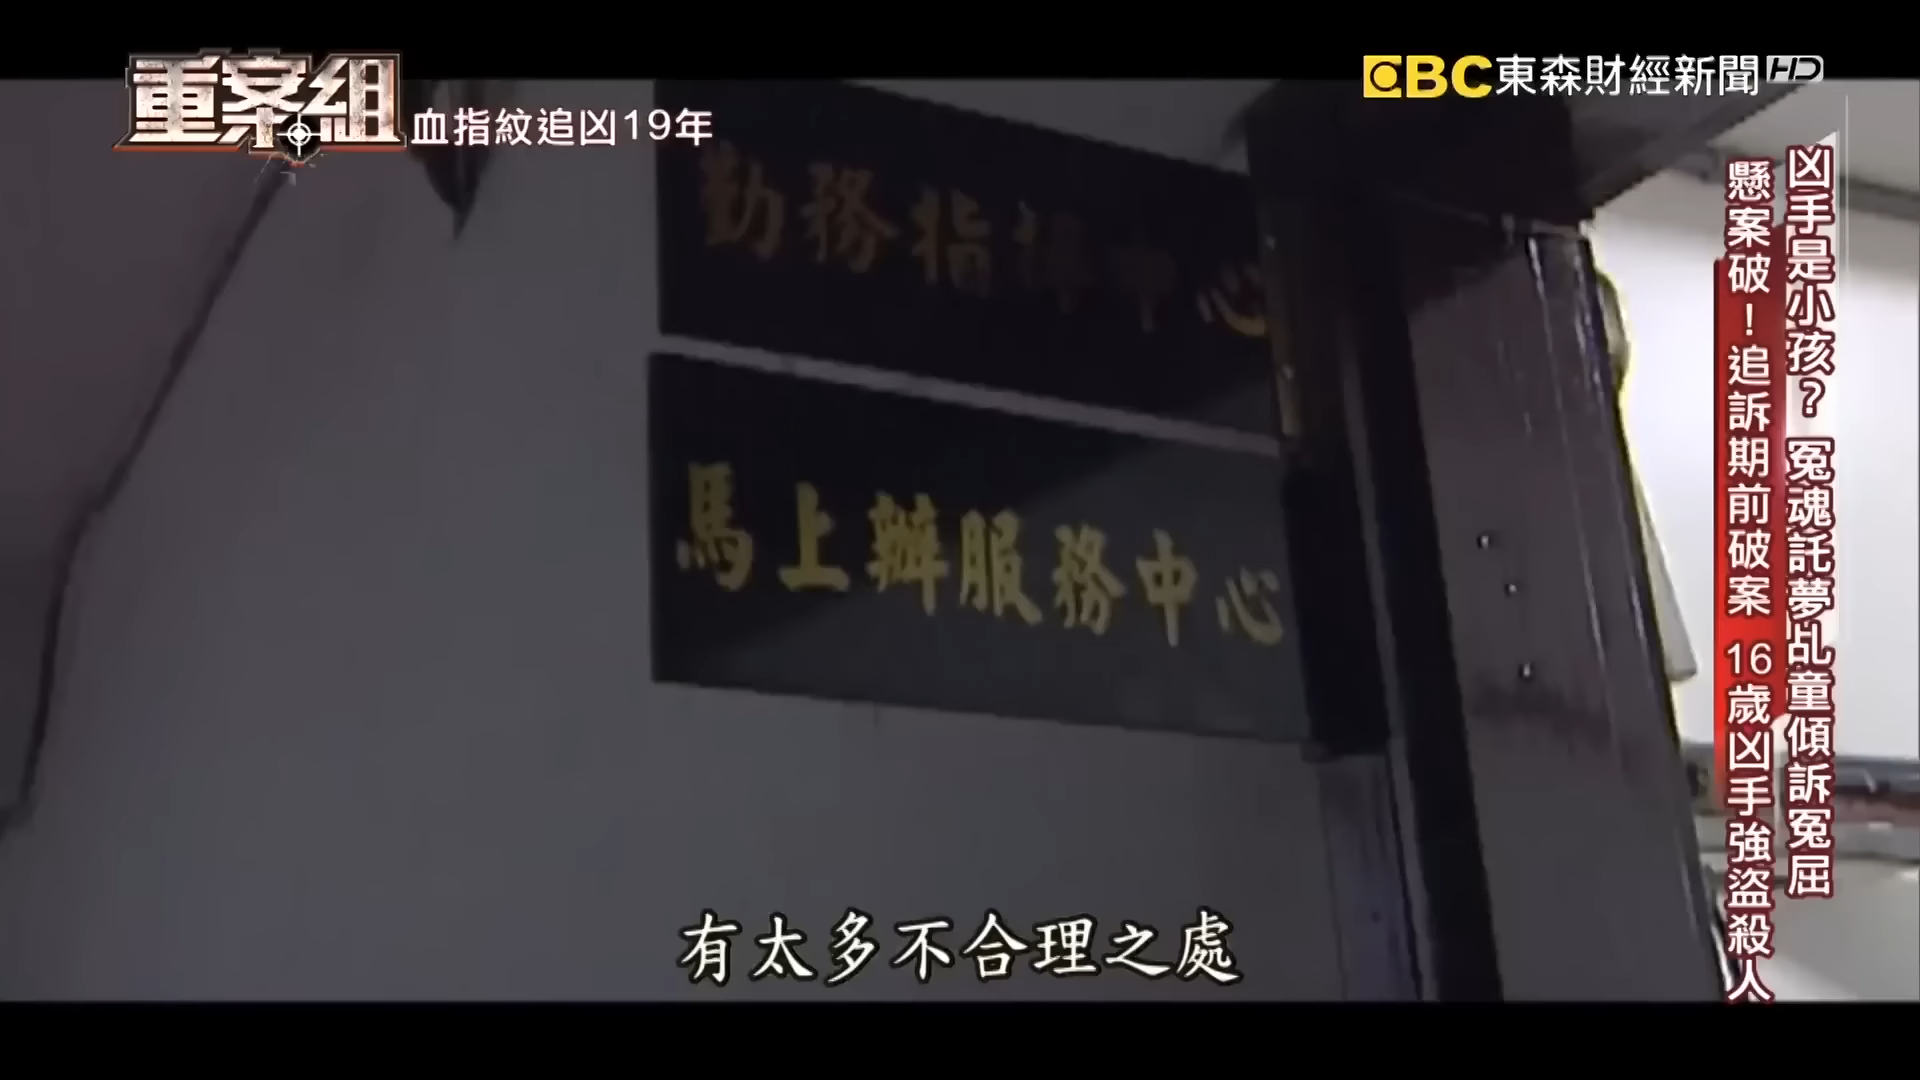 重案組
血指紋追凶19年
EBC東森財經新聞HD
凶手是小孩？冤魂託夢乩童傾訴冤屈
懸案破！追訴期前破案 16歲凶手強盜殺人
勤務指揮中心
馬上辦服務中心
有太多不合理之處